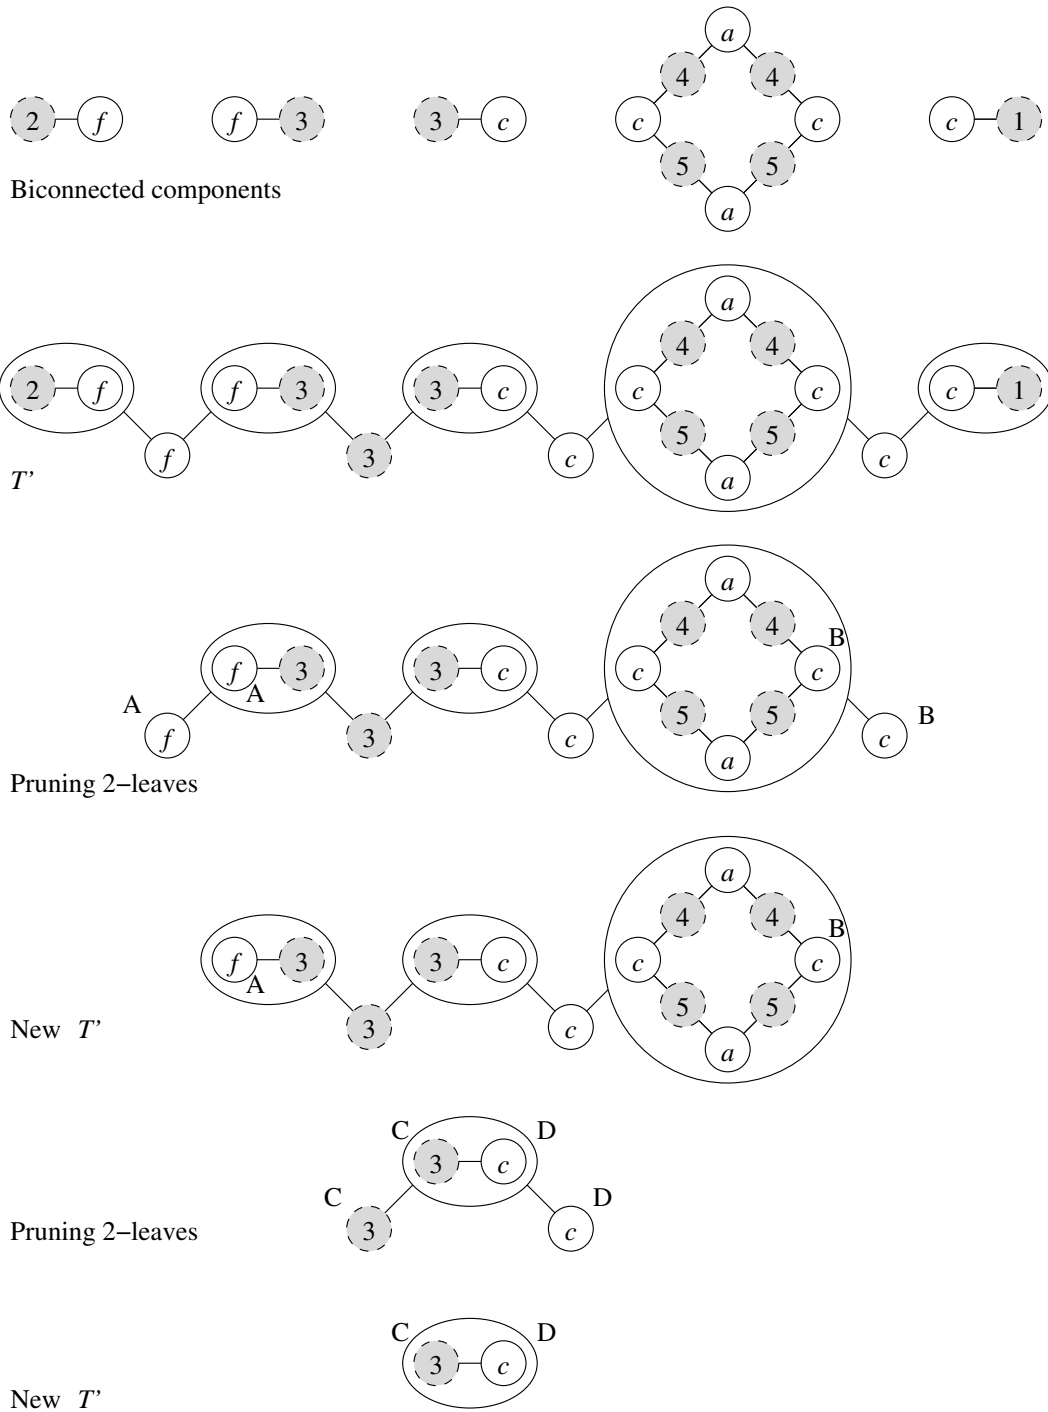 a
4 4
2 f f 3 3 c c c c 1
5 5
Biconnected components
a
a
4 4
2 f f 3 3 c c c c 1
5 5
f 3 c c
T’ a
a
4 4
B
f 3 3 c c c
A A 5 5 B
f 3 c c
a
Pruning 2−leaves
a
4 4
B
f 3 3 c c c
A
5 5
New T’ 3 c
a
C D
3 c
C D
Pruning 2−leaves 3 c
C D
3 c
New T’